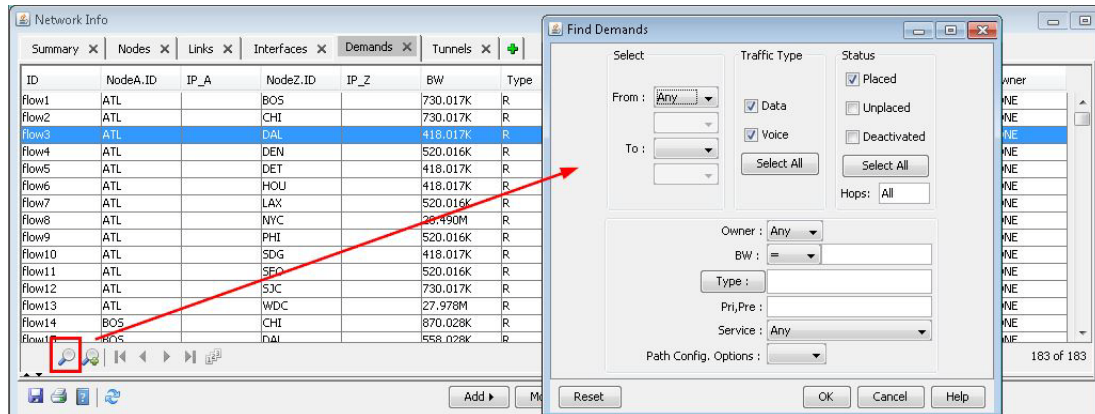 Network Info
Summary Nodes Links Interfaces Demands Tunnels
ID NodeA.ID IP_A NodeZ.ID IP_Z BW Type wner
flow1 ATL BOS 730.017K R NE
flow2 ATL CHI 730.017K R NE
flow3 ATL DAL 418.017K R NE
flow4 ATL DEN 520.016K R NE
flow5 ATL DET 418.017K R NE
flow6 ATL HOU 418.017K R NE
flow7 ATL LAX 520.016K R NE
flow8 ATL NYC 28.490M R NE
flow9 ATL PHI 520.016K R NE
flow10 ATL SDG 418.017K R NE
flow11 ATL SFO 520.016K R NE
flow12 ATL SJC 730.017K R NE
flow13 ATL WDC 27.978M R NE
flow14 BOS CHI 870.028K R NE
BOS DAL 558.028K R NE
183 of 183
Add Mo
Find Demands
Select Traffic Type Status
From : Any
To :
Data
Voice
Select All
Placed
Unplaced
Deactivated
Select All
Hops: All
Owner : Any
BW : =
Type :
Pri,Pre :
Service : Any
Path Config. Options :
Reset OK Cancel Help